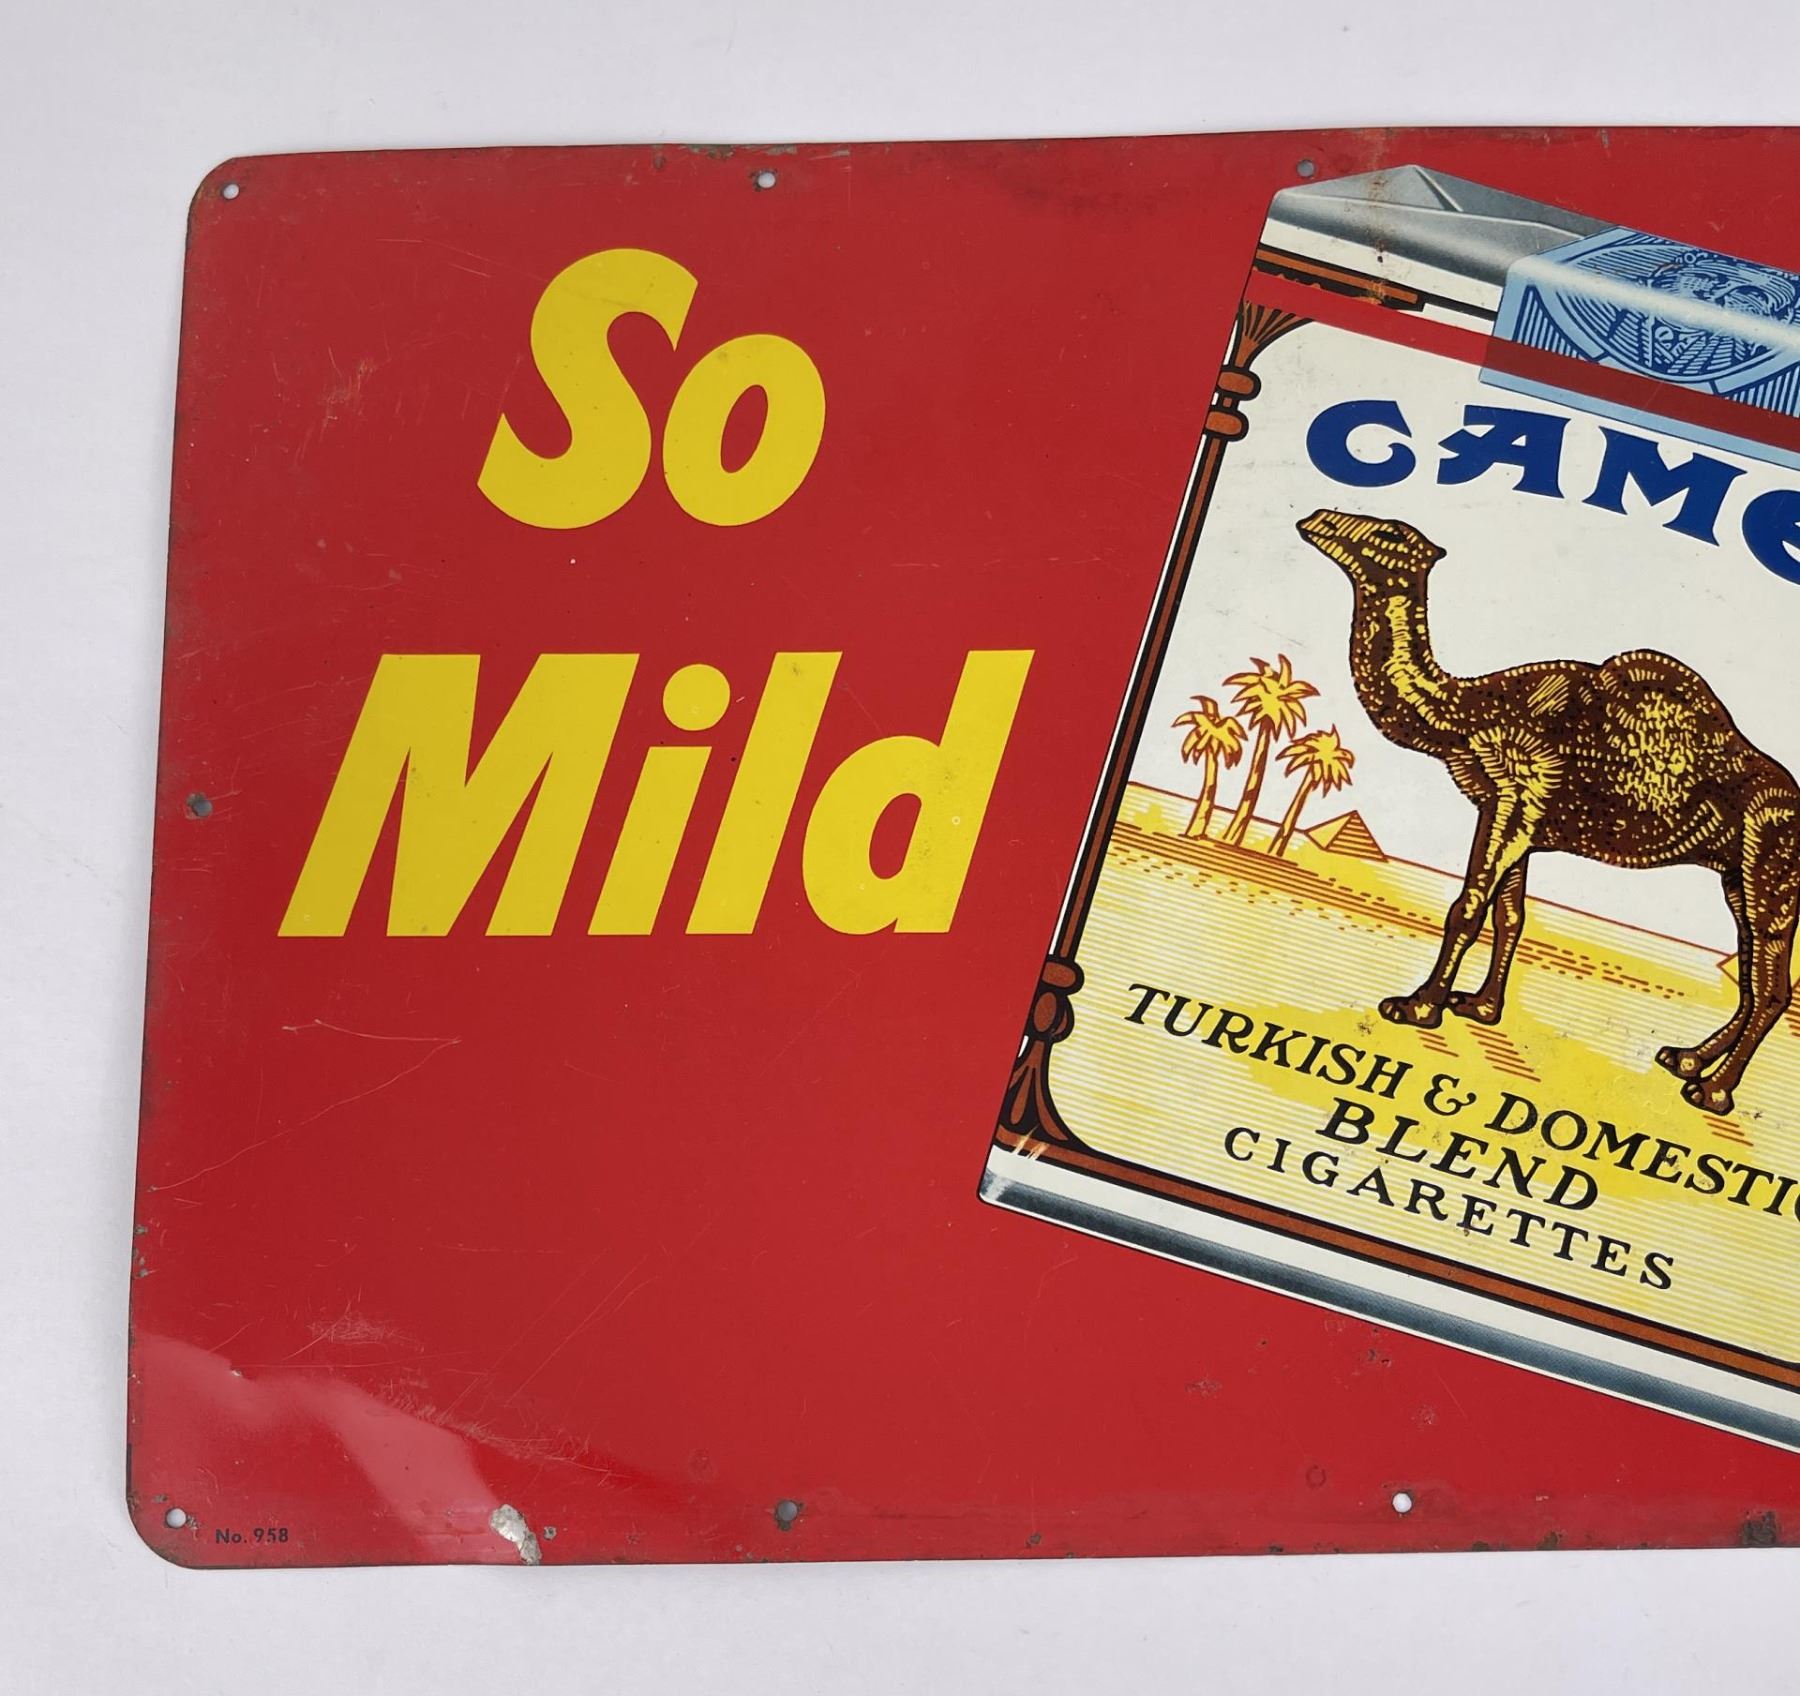 So
Mild
CAME
TURKISH & DOMESTIC
BLEND
CIGARETTES
No. 958